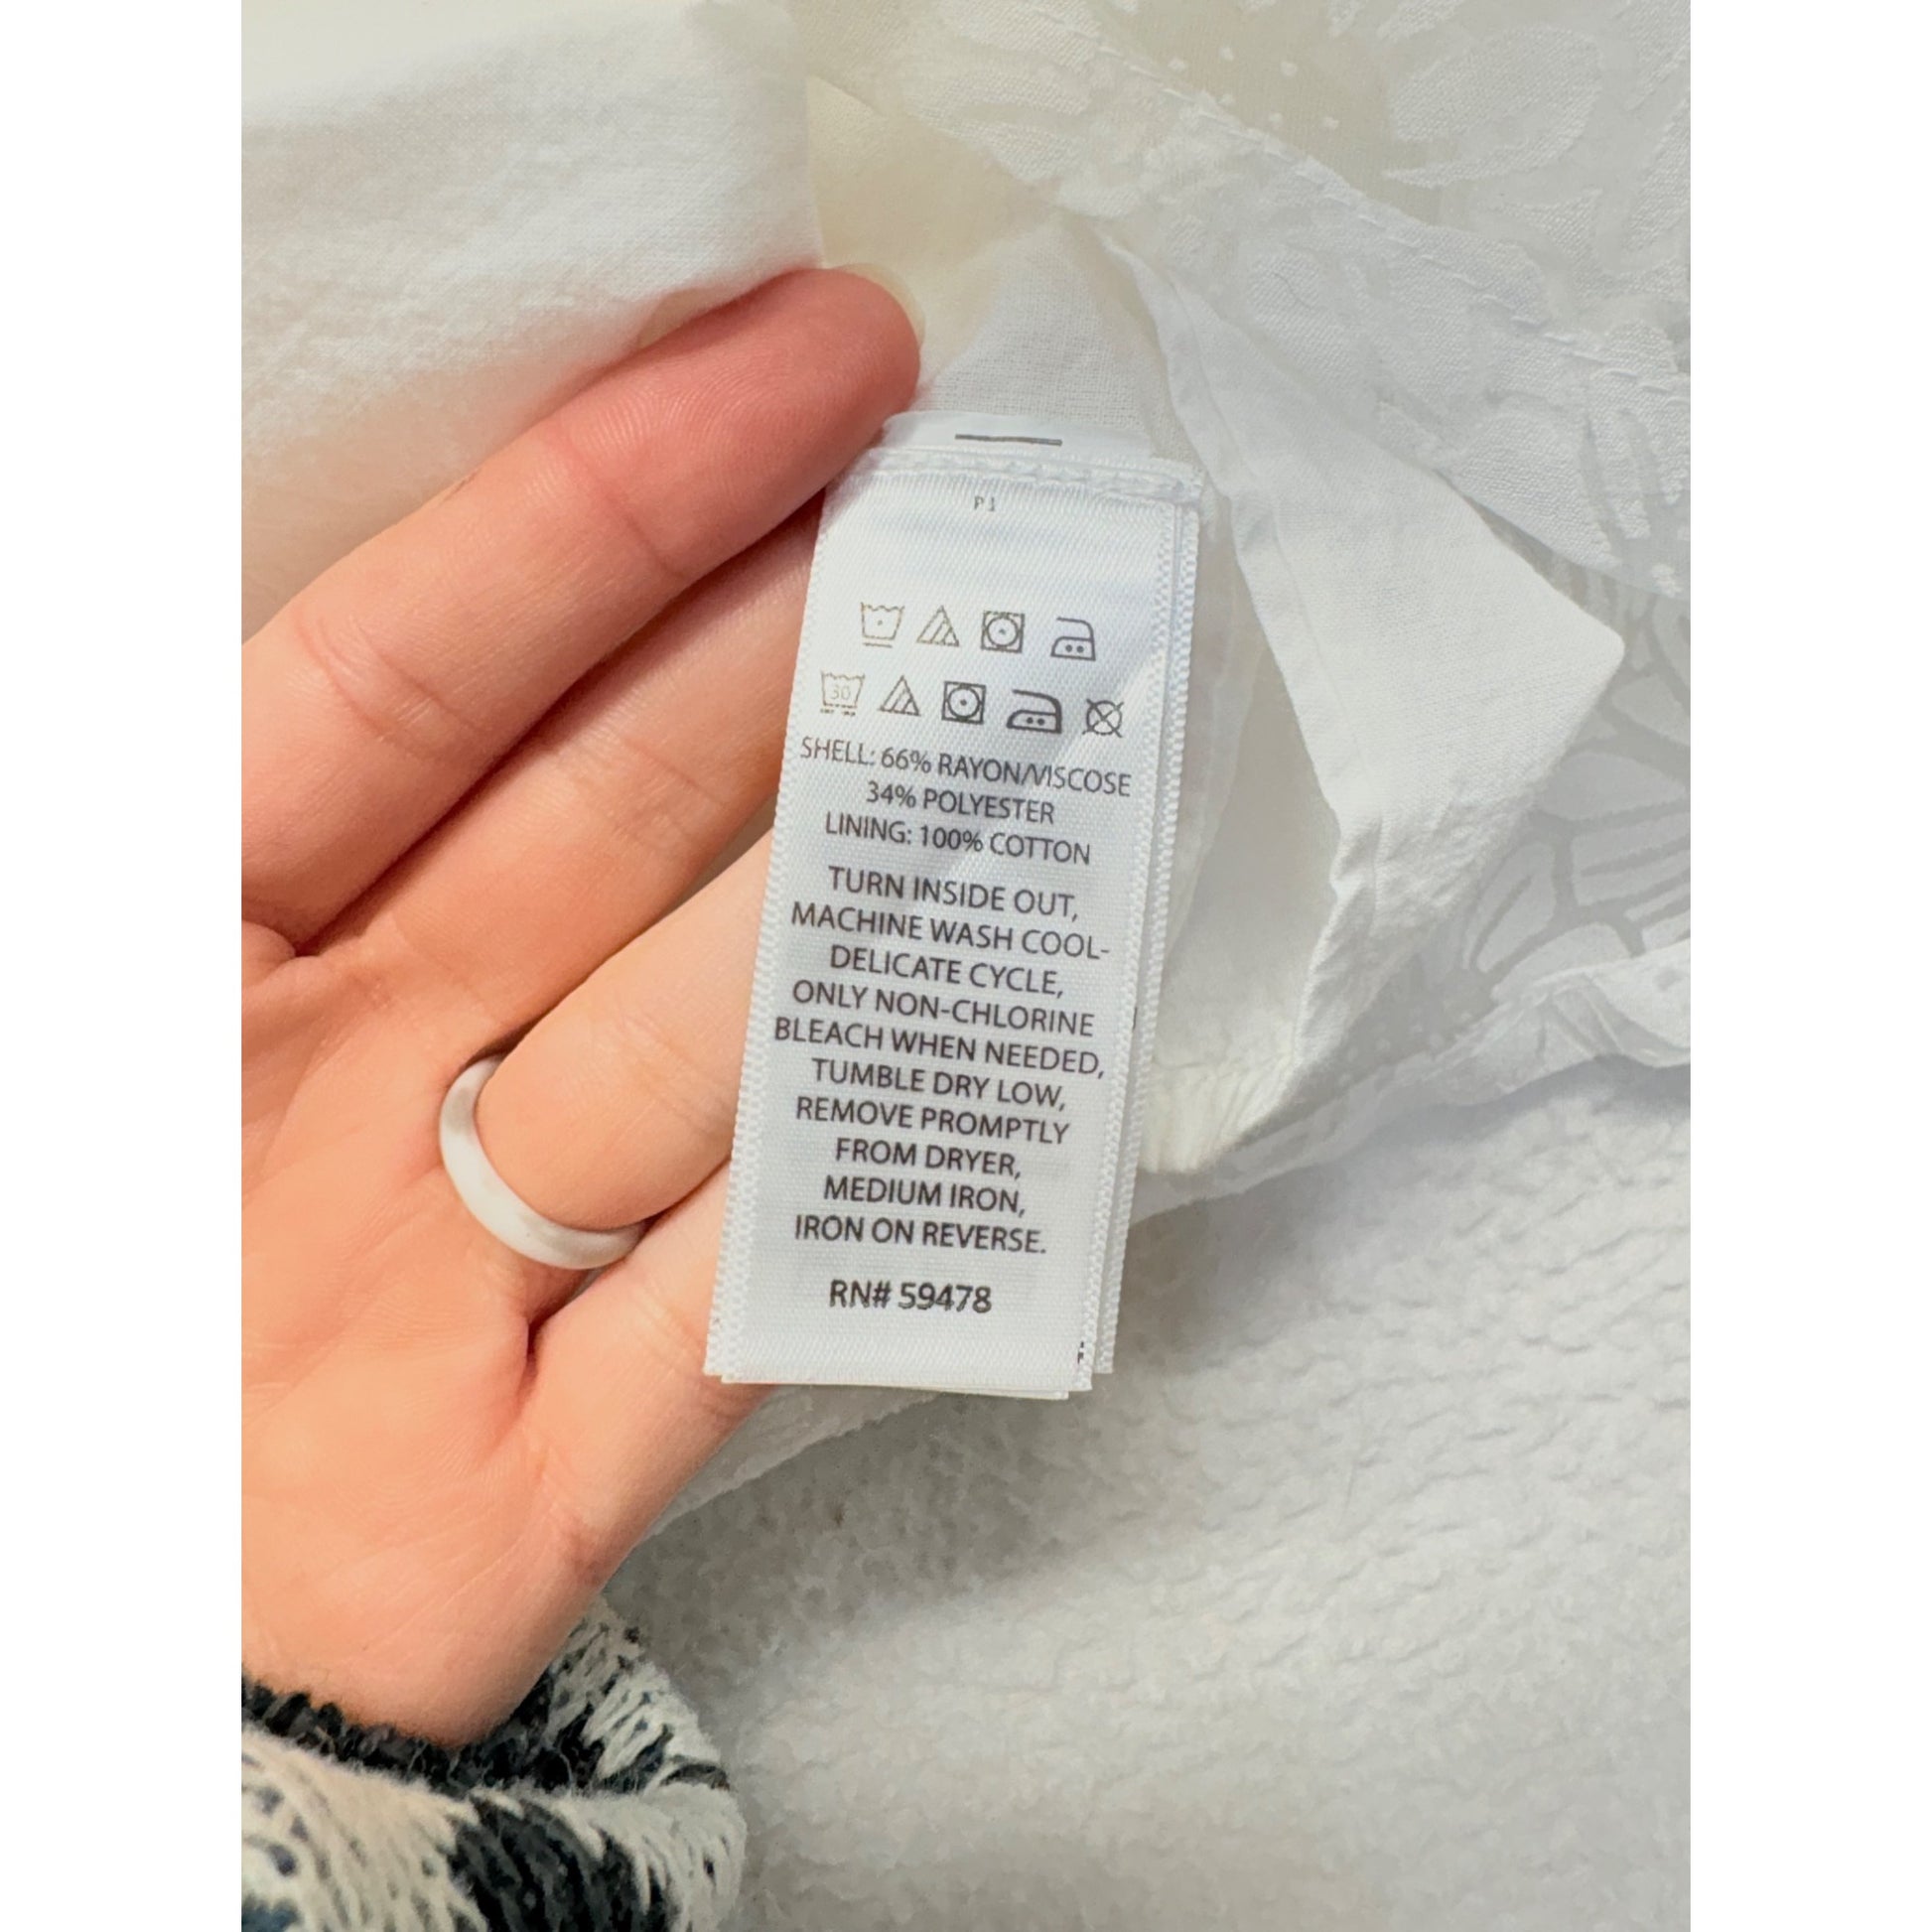 P1
30
SHELL: 66% RAYON/VISCOSE
34% POLYESTER
LINING: 100% COTTON
TURN INSIDE OUT,
MACHINE WASH COOL-
DELICATE CYCLE,
ONLY NON-CHLORINE
BLEACH WHEN NEEDED,
TUMBLE DRY LOW,
REMOVE PROMPTLY
FROM DRYER,
MEDIUM IRON,
IRON ON REVERSE.
RN# 59478